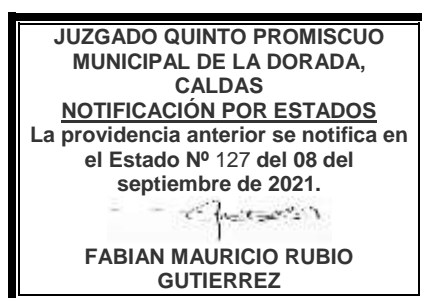 JUZGADO QUINTO PROMISCUO
MUNICIPAL DE LA DORADA,
CALDAS
NOTIFICACIÓN POR ESTADOS
La providencia anterior se notifica en
el Estado Nº 127 del 08 del
septiembre de 2021.
FABIAN MAURICIO RUBIO
GUTIERREZ